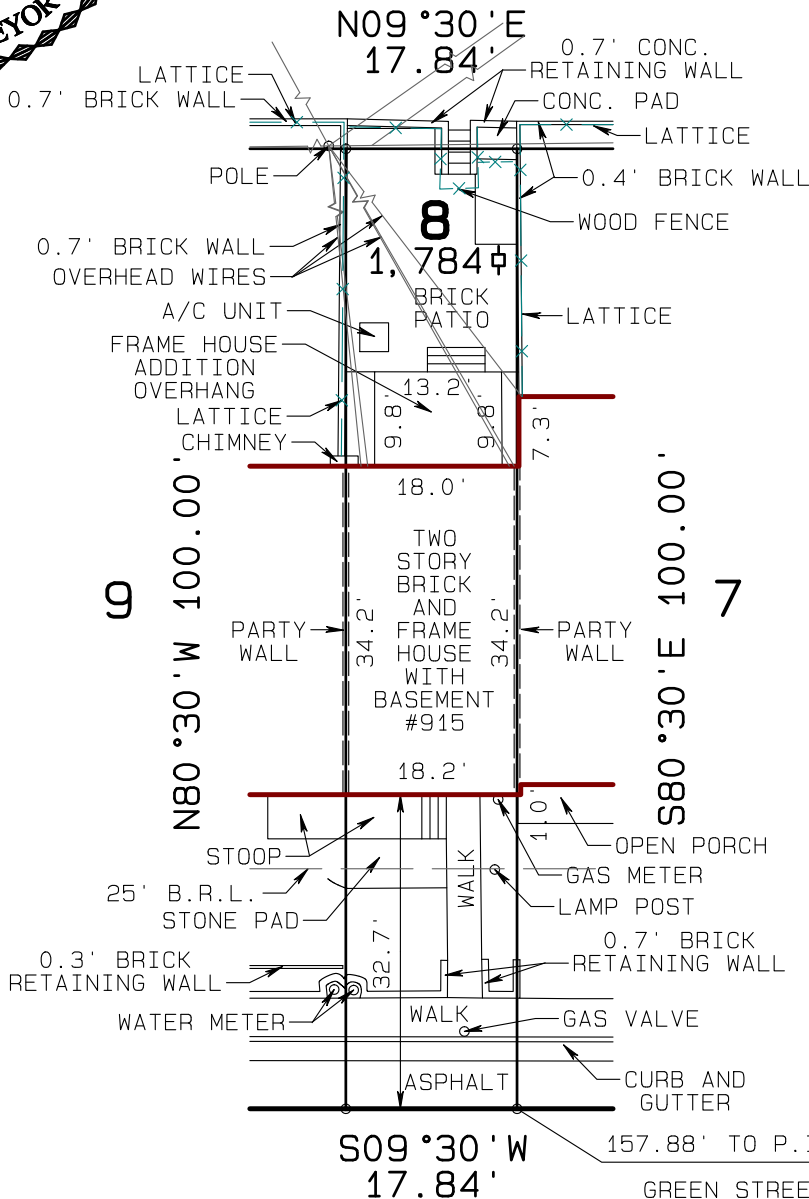 N09°30'E
17.84'
LATTICE
0.7' BRICK WALL
0.7' CONC.
RETAINING WALL
CONC. PAD
LATTICE
POLE
0.4' BRICK WALL
WOOD FENCE
8
1,784
0.7' BRICK WALL
OVERHEAD WIRES
BRICK
PATIO
A/C UNIT
LATTICE
FRAME HOUSE
ADDITION
OVERHANG
13.2'
9.8'
9.8'
7.3'
LATTICE
CHIMNEY
18.0'
N80°30'W 100.00'
S80°30'E 100.00'
9
7
TWO
STORY
BRICK
AND
FRAME
HOUSE
WITH
BASEMENT
#915
PARTY
WALL
34.2'
34.2'
PARTY
WALL
18.2'
1.0'
STOOP
OPEN PORCH
GAS METER
25' B.R.L.
STONE PAD
WALK
LAMP POST
0.3' BRICK
RETAINING WALL
32.7'
0.7' BRICK
RETAINING WALL
WATER METER
WALK
GAS VALVE
ASPHALT
CURB AND
GUTTER
S09°30'W
17.84'
157.88' TO P.
GREEN STREE